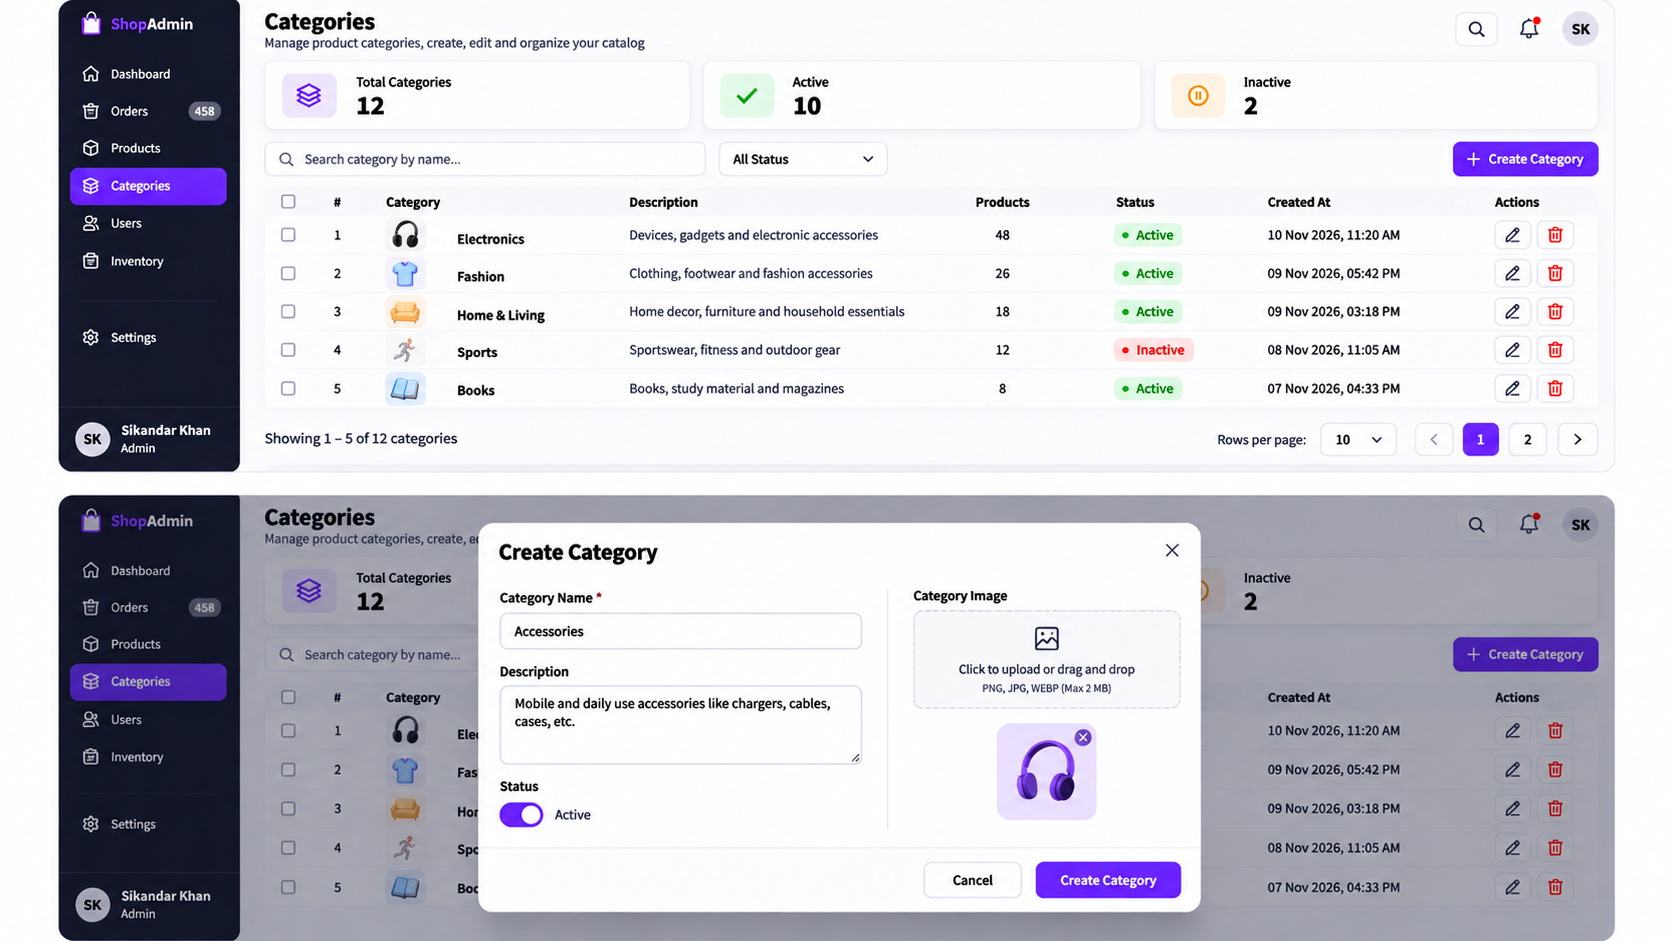 ShopAdmin
Dashboard
Orders 458
Products
Categories
Users
Inventory
Settings
SK
Sikandar Khan
Admin
Categories
Manage product categories, create, edit and organize your catalog
SK
Total Categories
12
Active
10
Inactive
2
Search category by name...
All Status
Create Category
# Category Description Products Status Created At Actions
1 Electronics Devices, gadgets and electronic accessories 48 Active 10 Nov 2026, 11:20 AM
2 Fashion Clothing, footwear and fashion accessories 26 Active 09 Nov 2026, 05:42 PM
3 Home & Living Home decor, furniture and household essentials 18 Active 09 Nov 2026, 03:18 PM
4 Sports Sportswear, fitness and outdoor gear 12 Inactive 08 Nov 2026, 11:05 AM
5 Books Books, study material and magazines 8 Active 07 Nov 2026, 04:33 PM
Showing 1 – 5 of 12 categories
Rows per page: 10 1 2
ShopAdmin
Dashboard
Orders 458
Products
Categories
Users
Inventory
Settings
SK
Sikandar Khan
Admin
Categories
Manage product categories, create, e
SK
Total Categories
12
Inactive
2
Search category by name...
Create Category
# Category Created At Actions
1 Ele 10 Nov 2026, 11:20 AM
2 Fas 09 Nov 2026, 05:42 PM
3 Hor 09 Nov 2026, 03:18 PM
4 Spo 08 Nov 2026, 11:05 AM
5 Boo 07 Nov 2026, 04:33 PM
Create Category
Category Name *
Accessories
Description
Mobile and daily use accessories like chargers, cables,
cases, etc.
Status
Active
Category Image
Click to upload or drag and drop
PNG, JPG, WEBP (Max 2 MB)
Cancel
Create Category